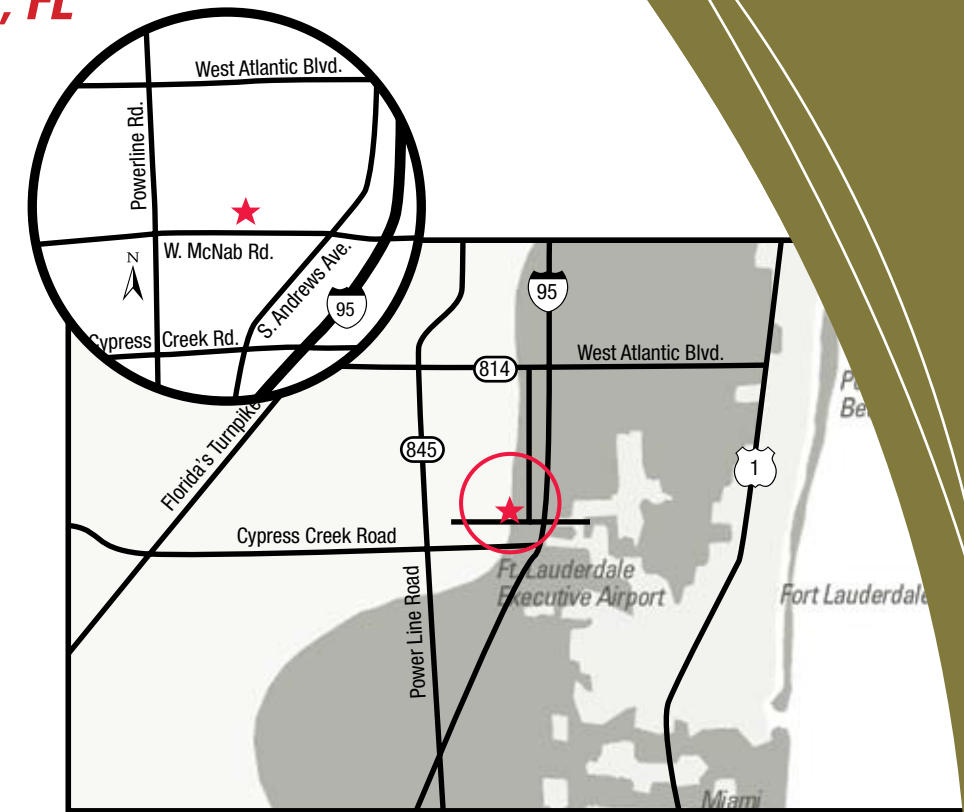 , FL
West Atlantic Blvd.
Powerline Rd.
W. McNab Rd.
N
S. Andrews Ave.
95
Cypress Creek Rd.
95
West Atlantic Blvd.
814
845
1
Florida's Turnpike
Cypress Creek Road
Ft. Lauderdale
Executive Airport
Fort Lauderdale
Power Line Road
Miami